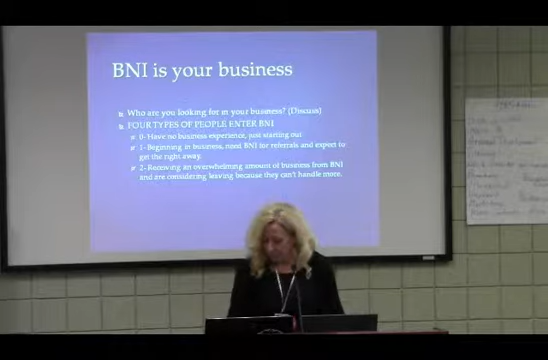 BNI is your business
Who are you looking for in your business? (Discuss)
FOUR TYPES OF PEOPLE ENTER BNI
0- Have no business experience, just starting out
1- Beginning in business, need BNI for referrals and expect to
get the right away.
2- Receiving an overwhelming amount of business from BNI
and are considering leaving because they can't handle more.